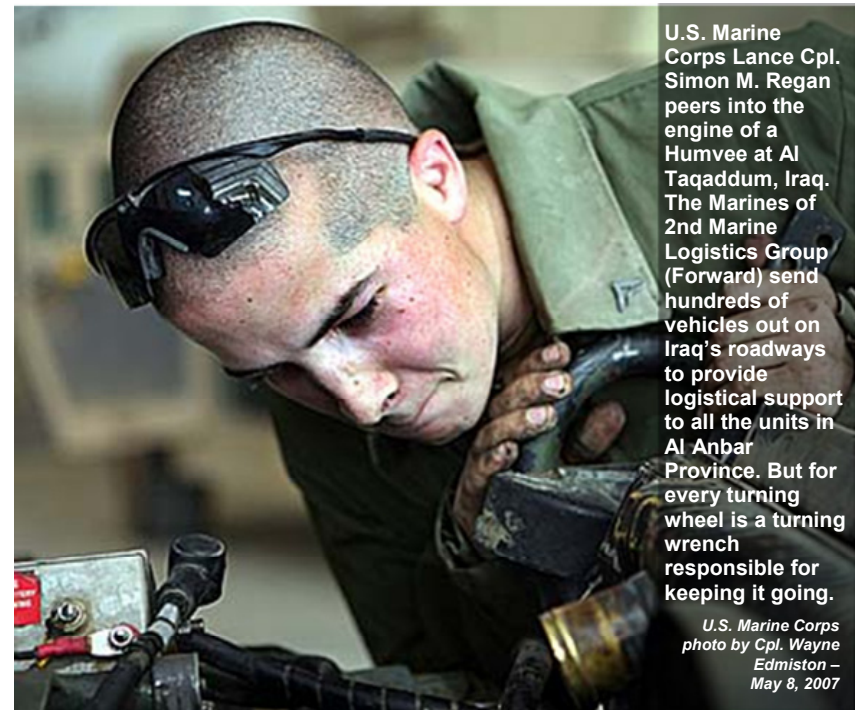 U.S. Marine
Corps Lance Cpl.
Simon M. Regan
peers into the
engine of a
Humvee at Al
Taqaddum, Iraq.
The Marines of
2nd Marine
Logistics Group
(Forward) send
hundreds of
vehicles out on
Iraq’s roadways
to provide
logistical support
to all the units in
Al Anbar
Province. But for
every turning
wheel is a turning
wrench
responsible for
keeping it going.
U.S. Marine Corps
photo by Cpl. Wayne
Edmiston –
May 8, 2007